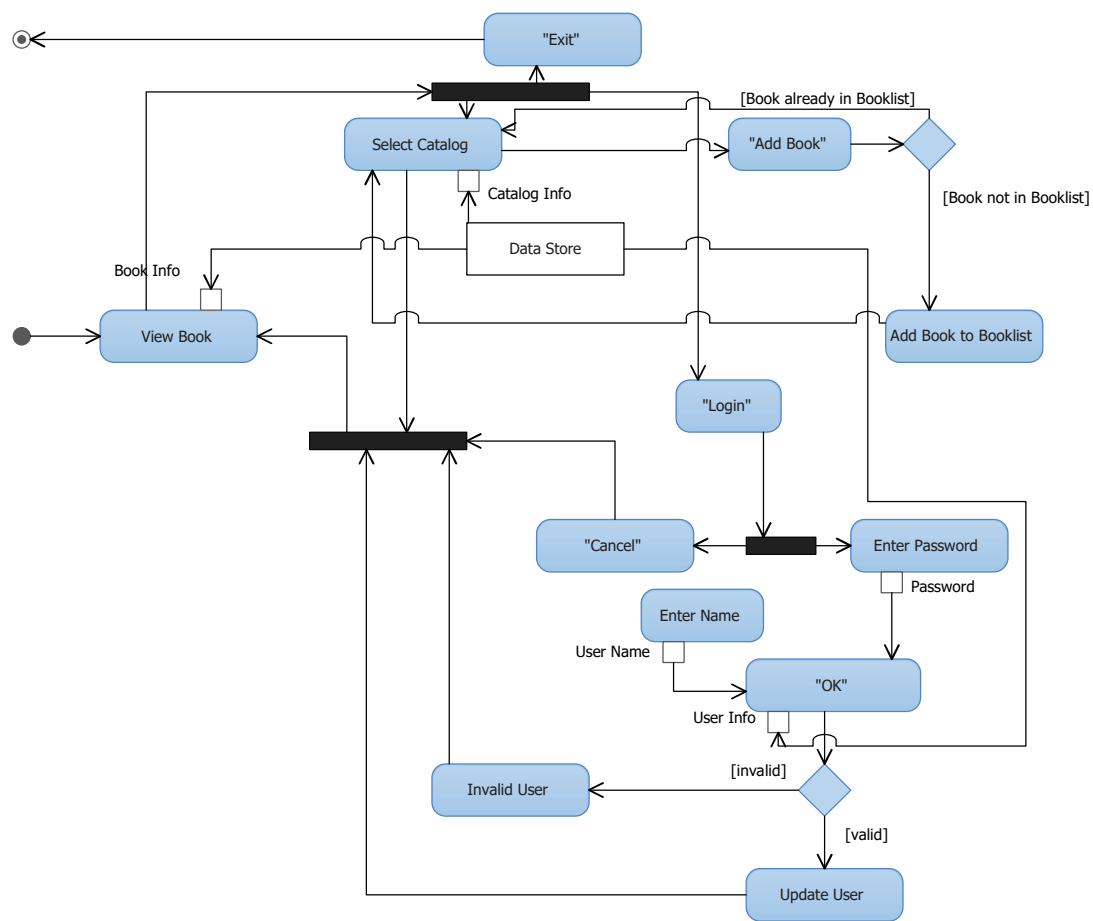 "Exit"
[Book already in Booklist]
Select Catalog
"Add Book"
Catalog Info
[Book not in Booklist]
Data Store
Book Info
View Book
Add Book to Booklist
"Login"
"Cancel"
Enter Password
Password
Enter Name
User Name
"OK"
User Info
[invalid]
Invalid User
[valid]
Update User